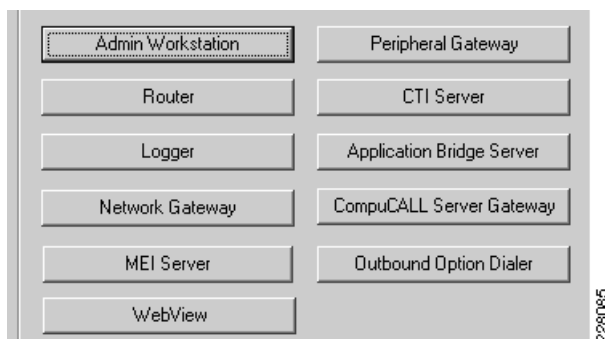 Admin Workstation
Peripheral Gateway
Router
CTI Server
Logger
Application Bridge Server
Network Gateway
CompuCALL Server Gateway
MEI Server
Outbound Option Dialer
WebView
228085